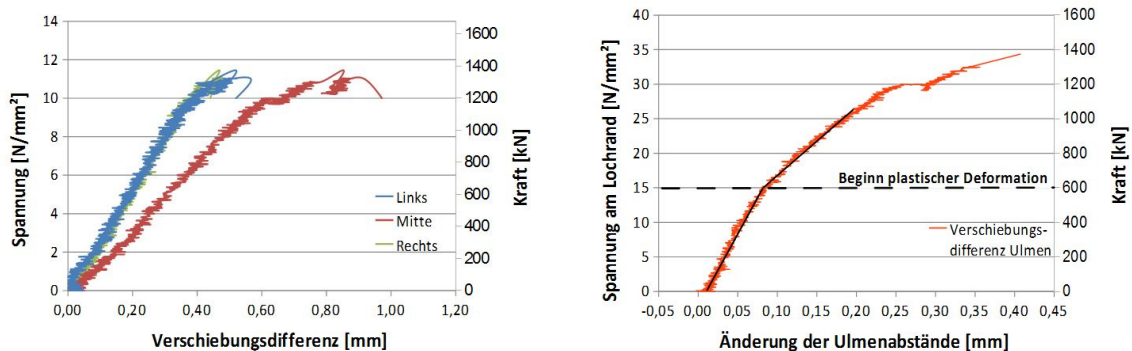 Spannung [N/mm²]
14
12
10
8
6
4
2
0
1600
1400
1200
1000
800
600
400
200
0
Kraft [kN]
Links
Mitte
Rechts
0,00 0,20 0,40 0,60 0,80 1,00 1,20
Verschiebungsdifferenz [mm]
Spannung am Lochrand [N/mm²]
40
35
30
25
20
15
10
5
0
1600
1400
1200
1000
800
600
400
200
0
Kraft [kN]
Beginn plastischer Deformation
Verschiebungs-
differenz Ulmen
-0,05 0,00 0,05 0,10 0,15 0,20 0,25 0,30 0,35 0,40 0,45
Änderung der Ulmenabstände [mm]